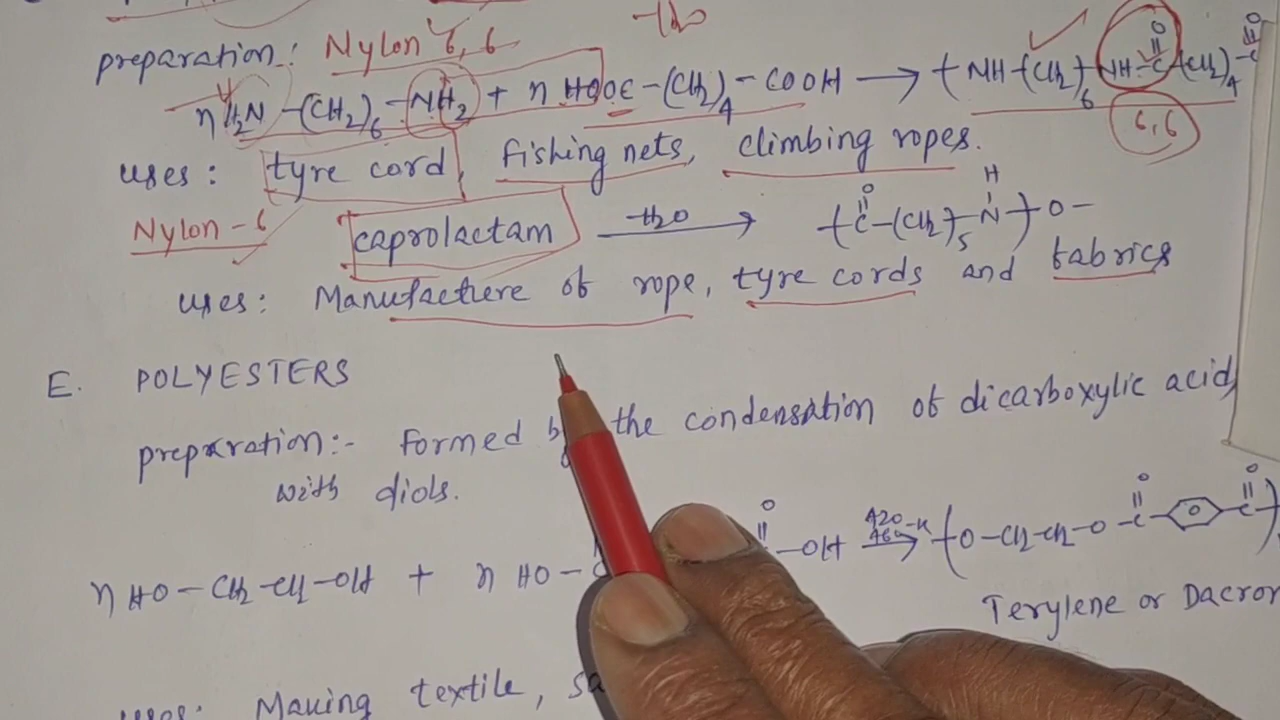 -H₂O
preparation: Nylon 6, 6
n H₂N – (CH₂)₆ – NH₂ + n HOOC – (CH₂)₄ – COOH → ( NH – (CH₂)₆ NH – C (CH₂)₄ – C
O O
6,6
uses: tyre cord, fishing nets, climbing ropes.
Nylon – 6 caprolactam -H₂O → ( C – (CH₂)₅ N ) O –
O H
uses: Manufacture of rope, tyre cords and fabrics
E. POLYESTERS
preparation:- formed by the condensation of dicarboxylic acid
with diols.
n HO – CH₂ – CH₂ – OH + n HO – – OH 420- → ( O – CH₂ – CH₂ – O – C – C )
O O O
Terylene or Dacron
uses: Making textile,